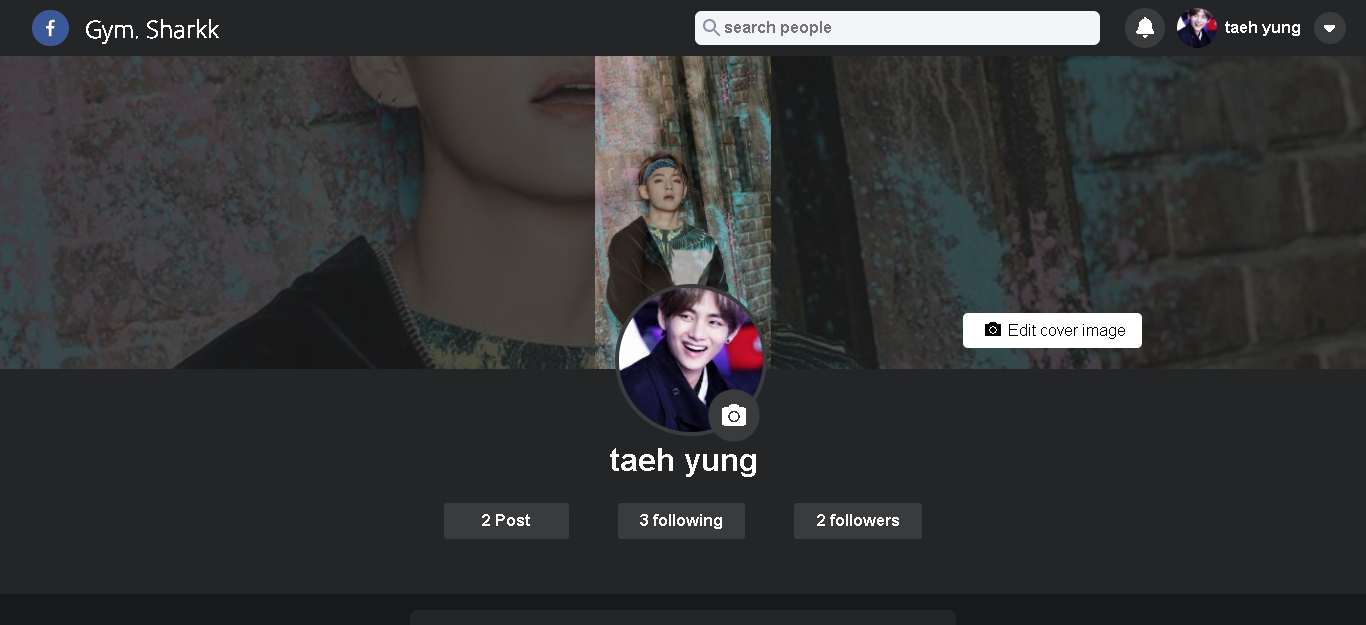 f Gym. Sharkk
search people
taeh yung
Edit cover image
taeh yung
2 Post
3 following
2 followers